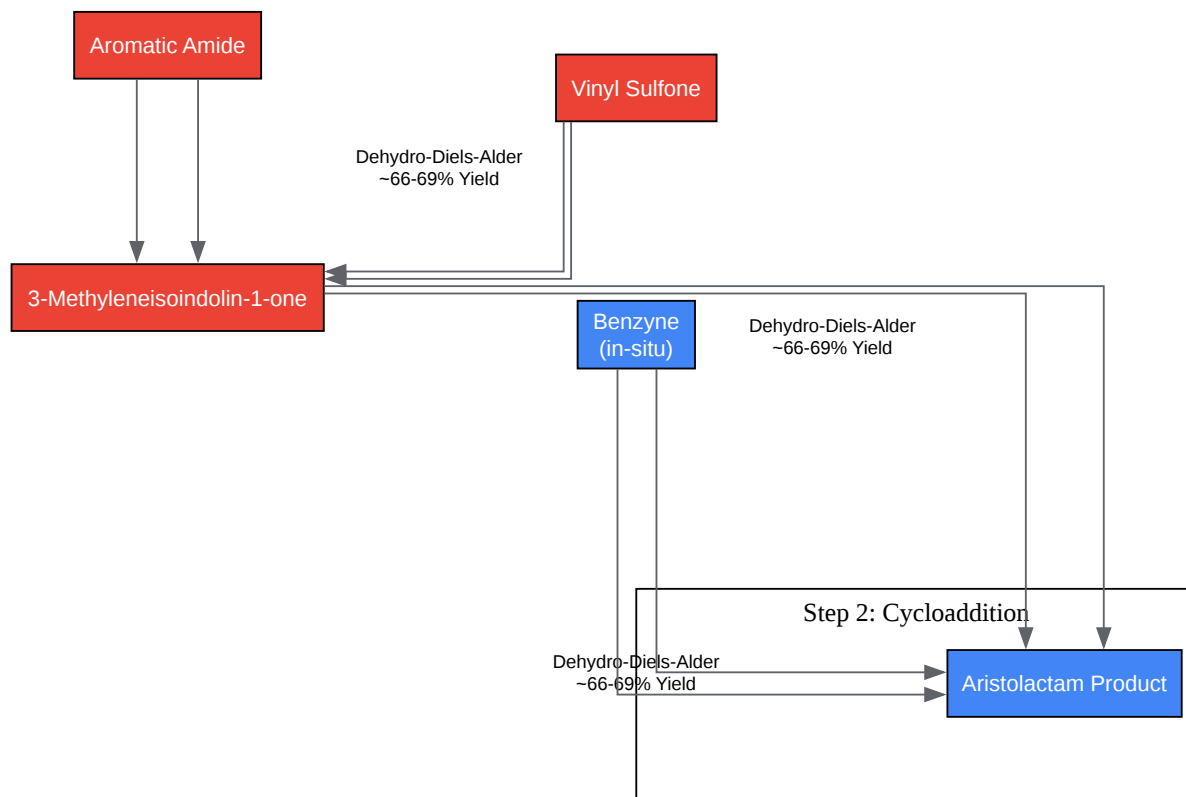 Aromatic Amide
Vinyl Sulfone
Dehydro-Diels-Alder
~66-69% Yield
3-Methyleneisoindolin-1-one
Benzyne
(in-situ)
Dehydro-Diels-Alder
~66-69% Yield
Step 2: Cycloaddition
Dehydro-Diels-Alder
~66-69% Yield
Aristolactam Product